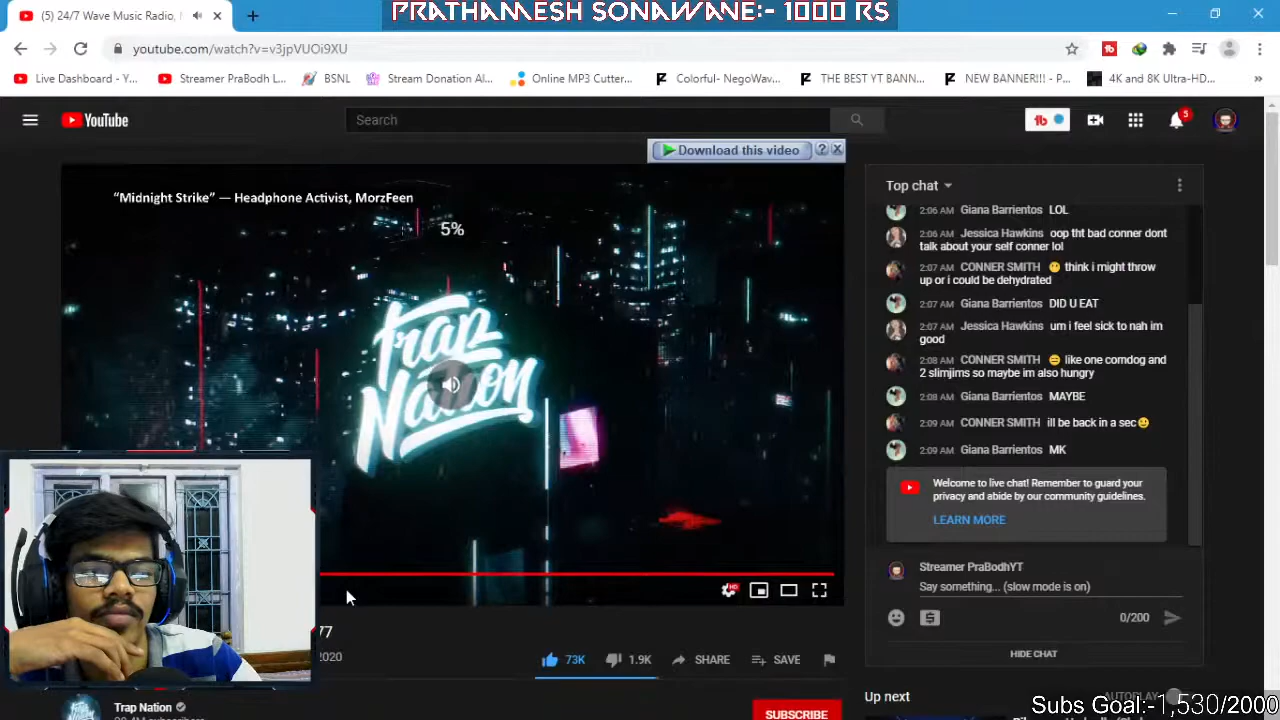 PRATHAMESH SONAWANE:- 1000 RS
(5) 24/7 Wave Music Radio,
youtube.com/watch?v=v3jpVUOi9XU
Live Dashboard - Y...
Streamer PraBodh L...
BSNL
Stream Donation Al...
Online MP3 Cutter...
Colorful- NegoWav...
THE BEST YT BANN...
NEW BANNER!!! - P...
4K and 8K Ultra-HD...
YouTube
Search
5
Download this video
"Midnight Strike" — Headphone Activist, MorzFeen
5%
trap
Nation
HD
77
2020
73K
1.9K
SHARE
SAVE
Trap Nation
SUBSCRIBE
Top chat
2:06 AM Giana Barrientos LOL
2:06 AM Jessica Hawkins oop tht bad conner dont
talk about your self conner lol
2:07 AM CONNER SMITH 😬 think i might throw
up or i could be dehydrated
2:07 AM Giana Barrientos DID U EAT
2:07 AM Jessica Hawkins um i feel sick to nah im
good
2:08 AM CONNER SMITH 😑 like one corndog and
2 slimjims so maybe im also hungry
2:08 AM Giana Barrientos MAYBE
2:09 AM CONNER SMITH ill be back in a sec🙂
2:09 AM Giana Barrientos MK
Welcome to live chat! Remember to guard your
privacy and abide by our community guidelines.
LEARN MORE
Streamer PraBodhYT
Say something... (slow mode is on)
0/200
HIDE CHAT
Up next
AUTOPLAY
Subs Goal:-1,530/2000